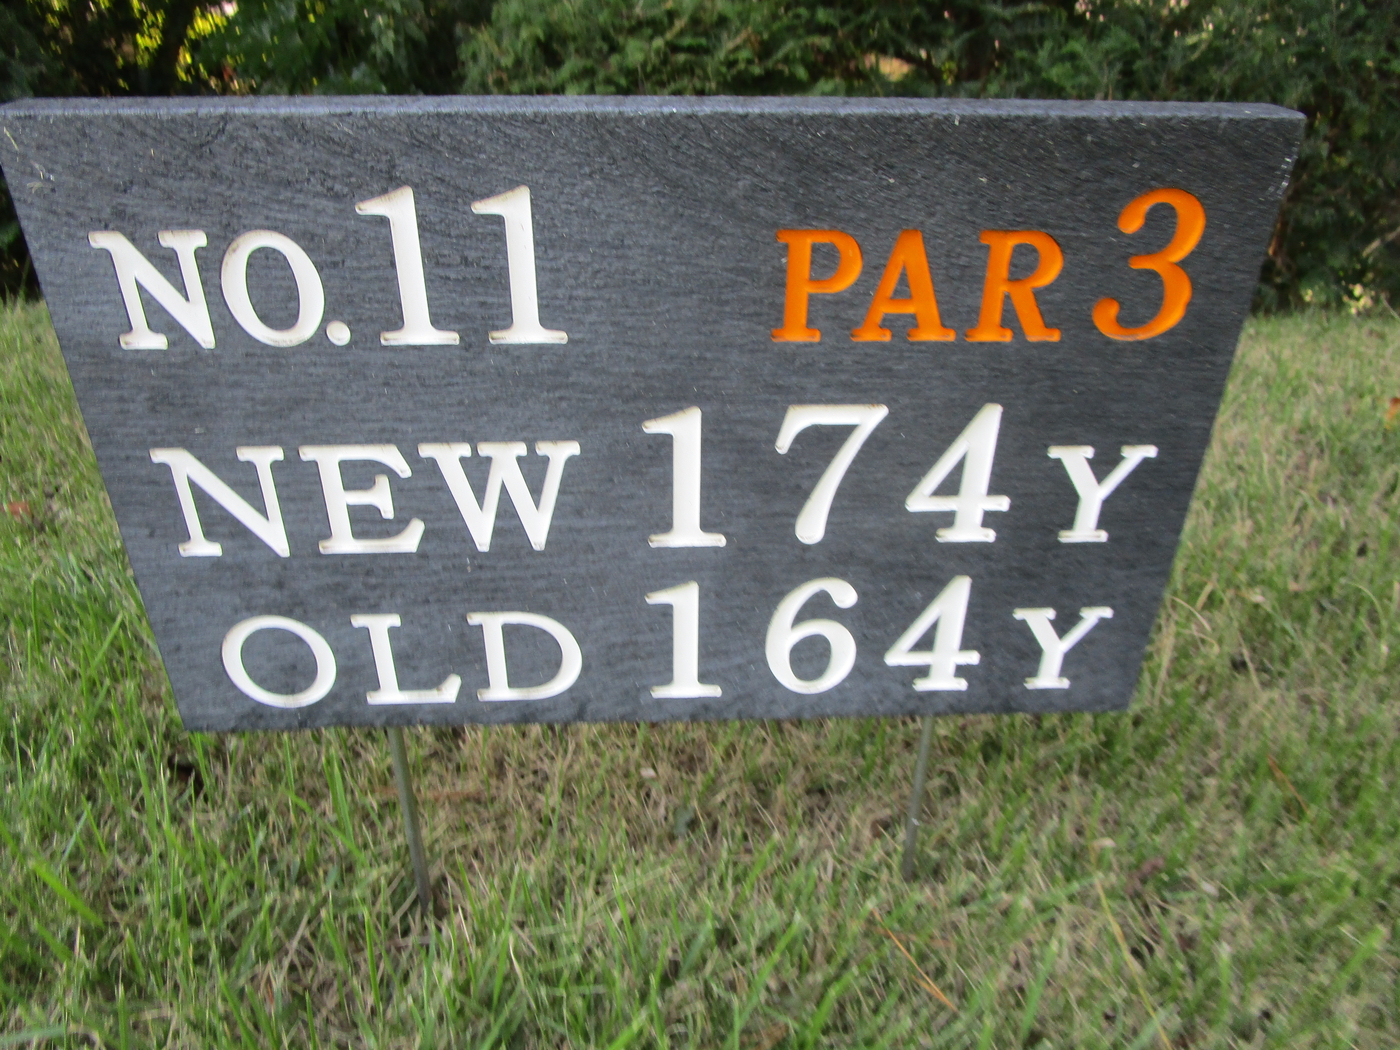 NO.11 PAR 3
NEW 174Y
OLD 164Y